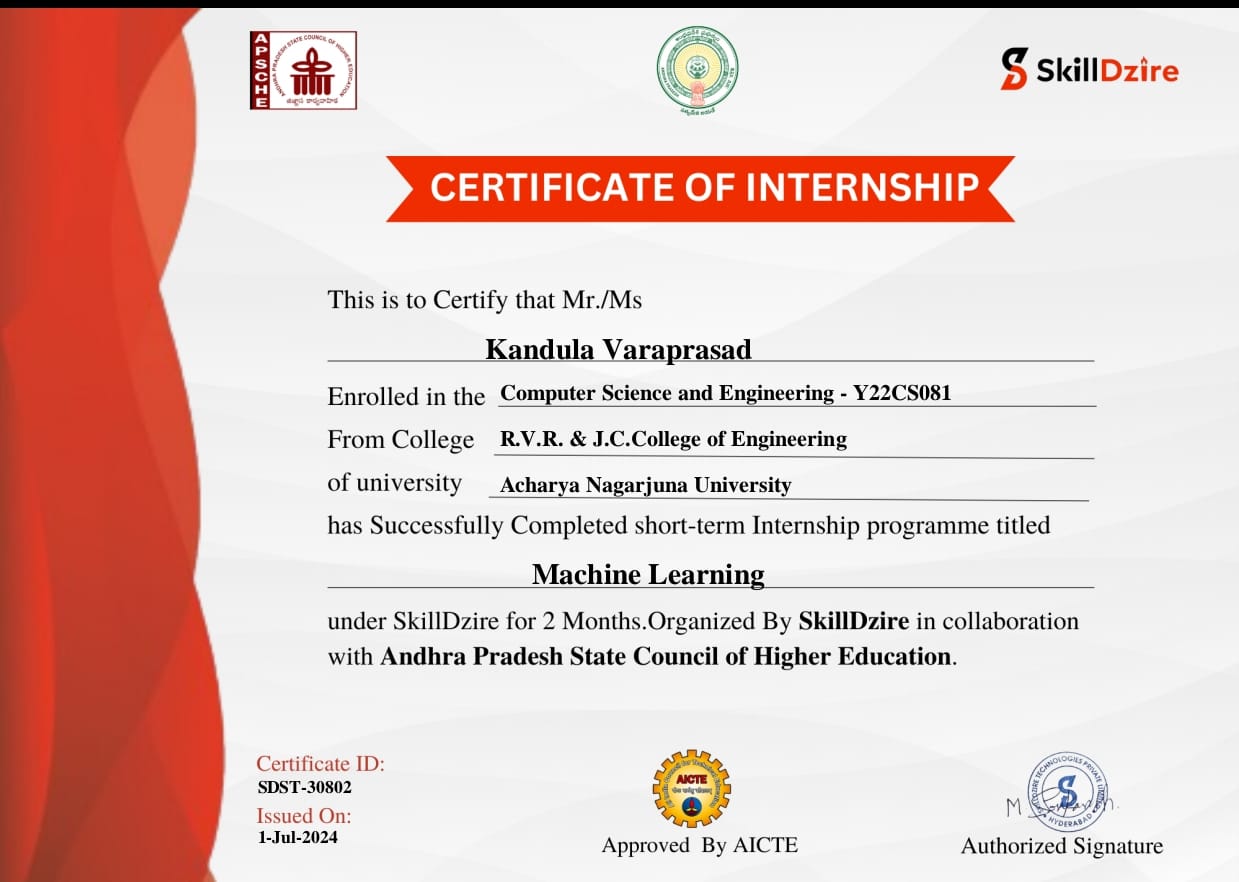 APSCHE
ANDHRA PRADESH STATE COUNCIL OF HIGHER EDUCATION
SkillDzire
CERTIFICATE OF INTERNSHIP
This is to Certify that Mr./Ms
Kandula Varaprasad
Enrolled in the Computer Science and Engineering - Y22CS081
From College R.V.R. & J.C.College of Engineering
of university Acharya Nagarjuna University
has Successfully Completed short-term Internship programme titled
Machine Learning
under SkillDzire for 2 Months.Organized By SkillDzire in collaboration
with Andhra Pradesh State Council of Higher Education.
Certificate ID:
SDST-30802
Issued On:
1-Jul-2024
AICTE
Approved By AICTE
SKILLDZIRE TECHNOLOGIES PRIVATE LIMITED
HYDERABAD
Authorized Signature